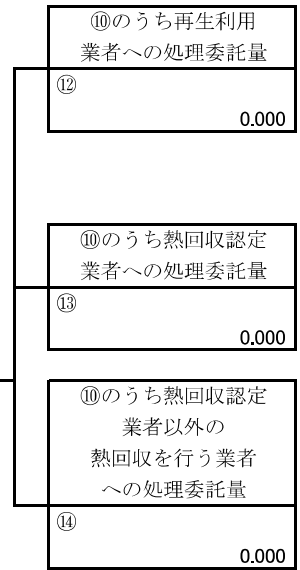 ⑩のうち再生利用
業者への処理委託量
⑫
0.000
⑩のうち熱回収認定
業者への処理委託量
⑬
0.000
⑩のうち熱回収認定
業者以外の
熱回収を行う業者
への処理委託量
⑭
0.000